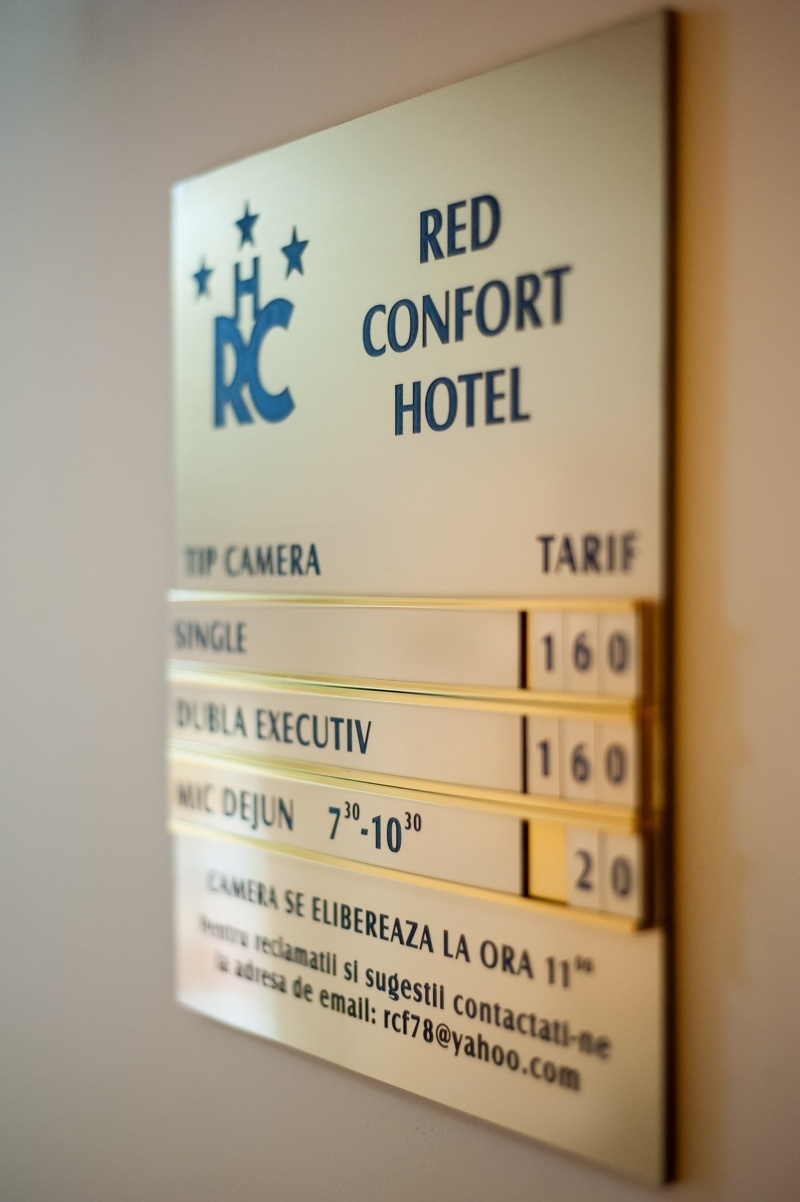 H
RC
RED
CONFORT
HOTEL
TIP CAMERA TARIF
SINGLE 160
DUBLA EXECUTIV 160
MIC DEJUN 7³⁰-10³⁰ 20
CAMERA SE ELIBEREAZA LA ORA 11⁰⁰
Pentru reclamatii si sugestii contactati-ne
la adresa de email: rcf78@yahoo.com